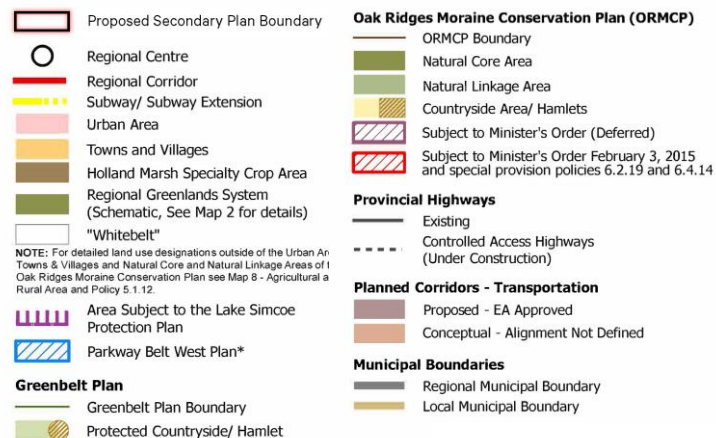 Proposed Secondary Plan Boundary
Regional Centre
Regional Corridor
Subway/ Subway Extension
Urban Area
Towns and Villages
Holland Marsh Specialty Crop Area
Regional Greenlands System
(Schematic, See Map 2 for details)
"Whitebelt"
NOTE: For detailed land use designations outside of the Urban Ar
Towns & Villages and Natural Core and Natural Linkage Areas of t
Oak Ridges Moraine Conservation Plan see Map 8 - Agricultural a
Rural Area and Policy 5.1.12.
Area Subject to the Lake Simcoe
Protection Plan
Parkway Belt West Plan*
Greenbelt Plan
Greenbelt Plan Boundary
Protected Countryside/ Hamlet
Oak Ridges Moraine Conservation Plan (ORMCP)
ORMCP Boundary
Natural Core Area
Natural Linkage Area
Countryside Area/ Hamlets
Subject to Minister's Order (Deferred)
Subject to Minister's Order February 3, 2015
and special provision policies 6.2.19 and 6.4.14
Provincial Highways
Existing
Controlled Access Highways
(Under Construction)
Planned Corridors - Transportation
Proposed - EA Approved
Conceptual - Alignment Not Defined
Municipal Boundaries
Regional Municipal Boundary
Local Municipal Boundary